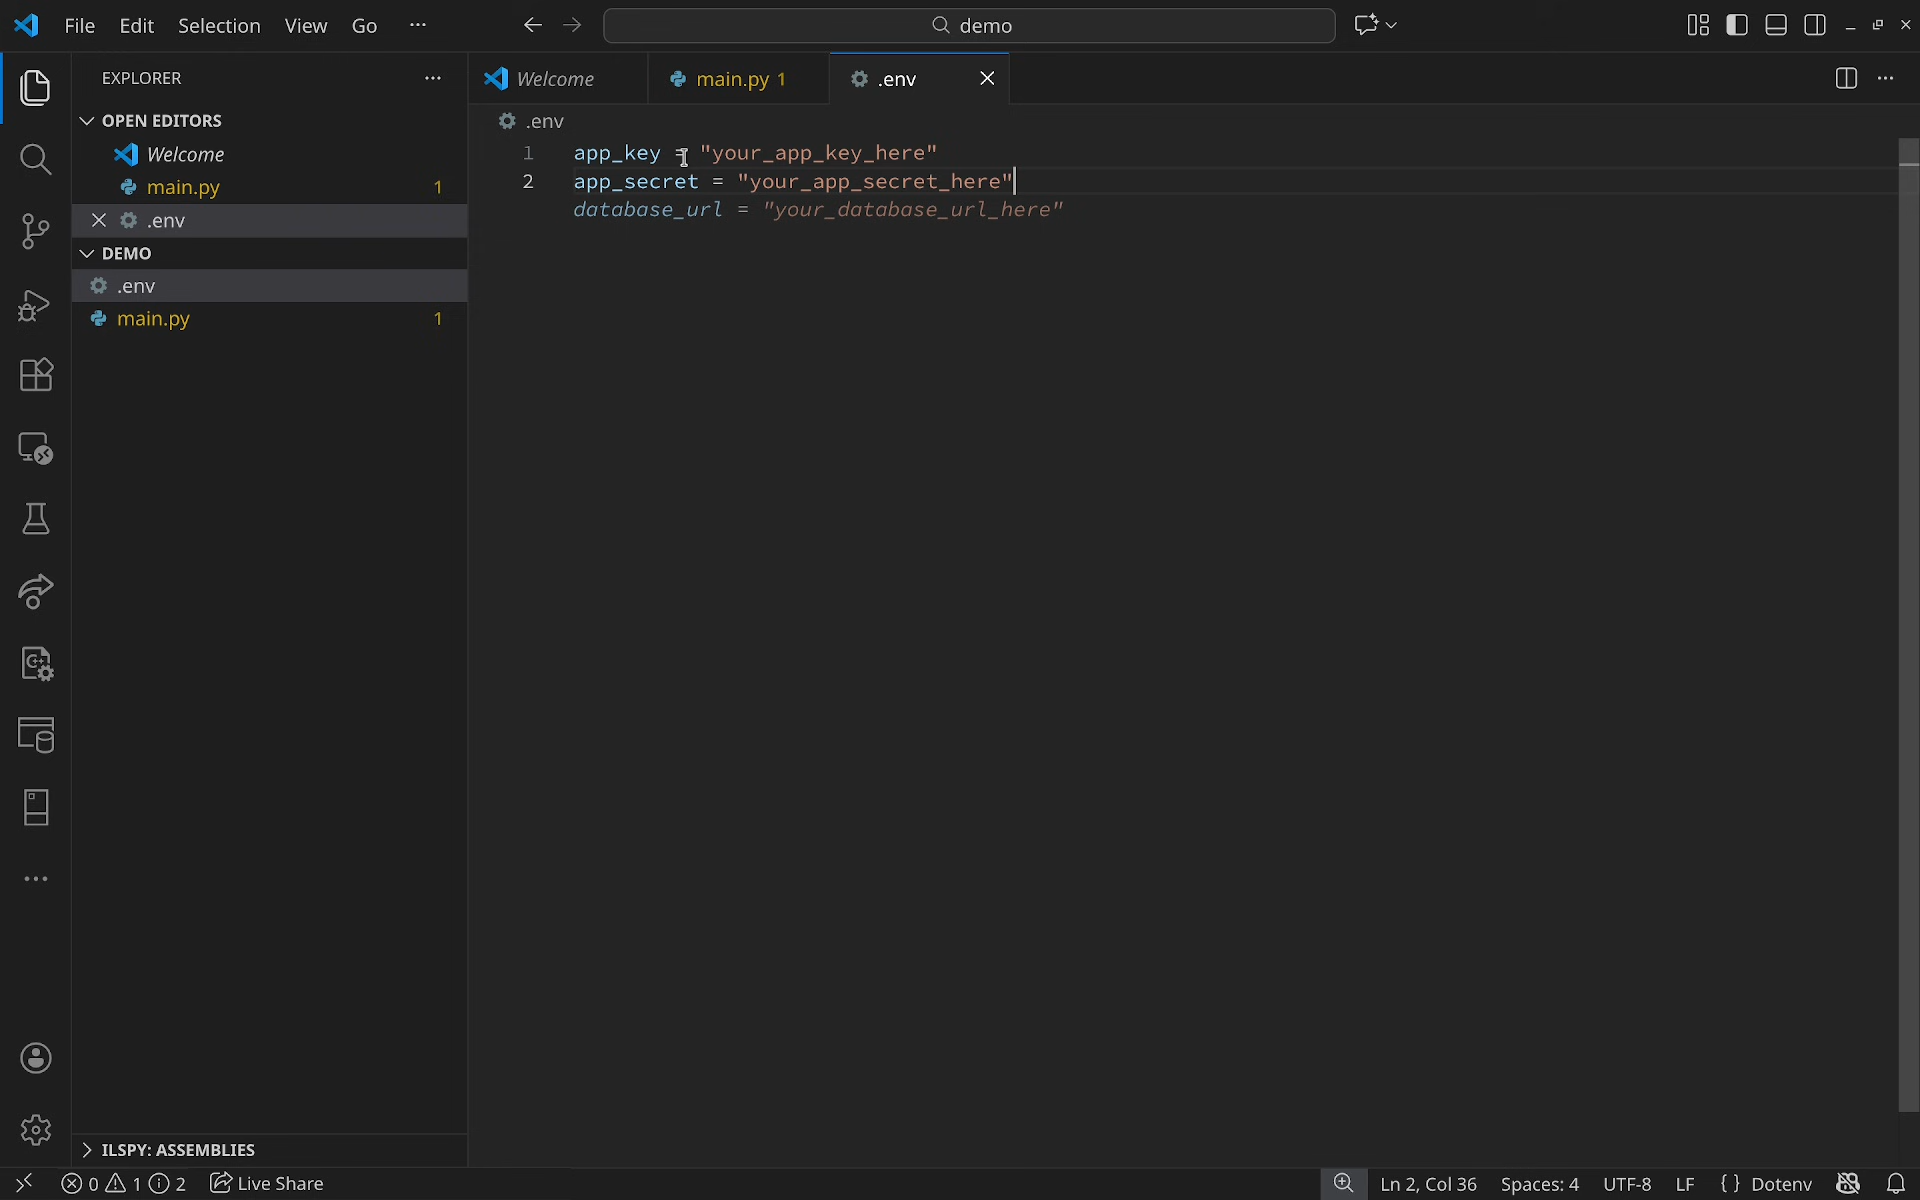 File Edit Selection View Go ··· demo
EXPLORER ···
OPEN EDITORS
Welcome
main.py 1
.env
DEMO
.env
main.py 1
ILSPY: ASSEMBLIES
Welcome main.py 1 .env
.env
1 app_key = "your_app_key_here"
2 app_secret = "your_app_secret_here"
database_url = "your_database_url_here"
0 1 2 Live Share Ln 2, Col 36 Spaces: 4 UTF-8 LF { } Dotenv